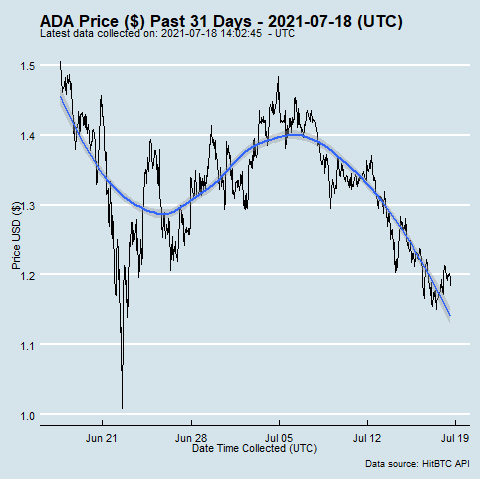 ADA Price ($) Past 31 Days - 2021-07-18 (UTC)
Latest data collected on: 2021-07-18 14:02:45 - UTC
1.5
1.4
1.3
1.2
1.1
1.0
Price USD ($)
Jun 21
Jun 28
Jul 05
Jul 12
Jul 19
Date Time Collected (UTC)
Data source: HitBTC API